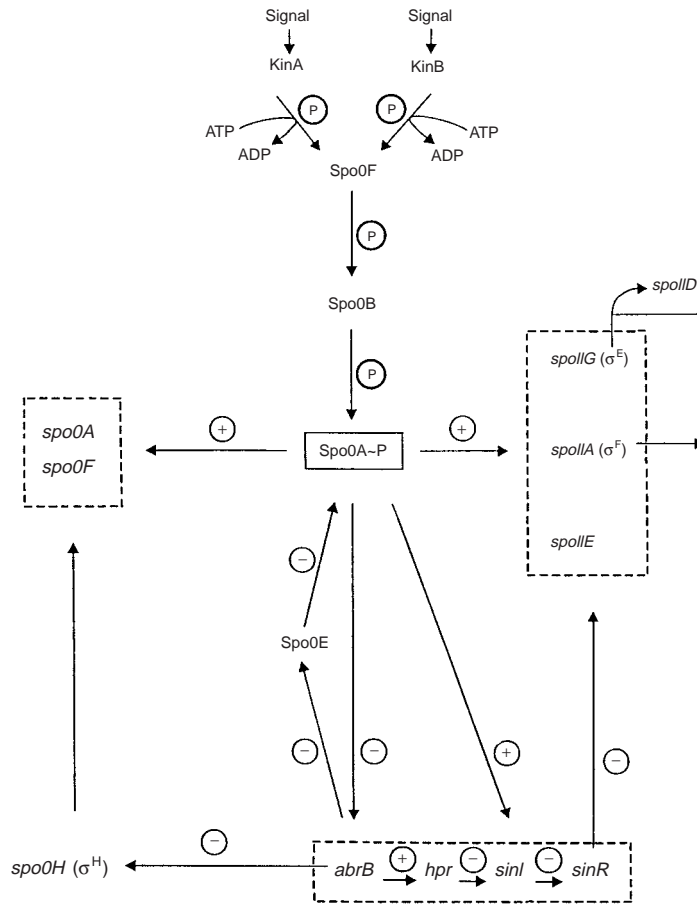 Signal Signal
KinA KinB
P P
ATP ATP
ADP ADP
Spo0F
P
Spo0B
spoIID
P
spoIIG (σᴱ)
+ +
spo0A
Spo0A~P
spoIIA (σᶠ)
spo0F
spoIIE
−
Spo0E
− −
+
−
−
spo0H (σᴴ)
abrB + hpr − sinI − sinR